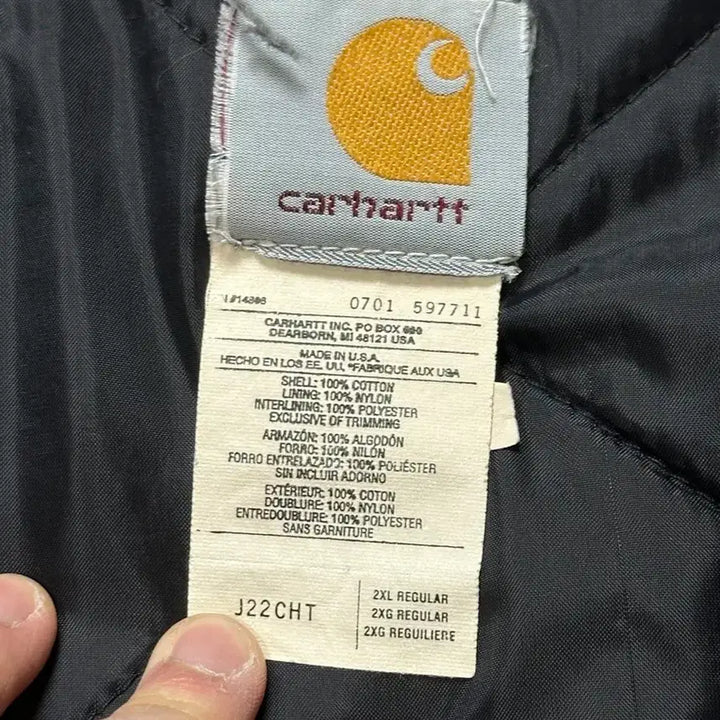 carhartt
0701 597711
CARHARTT INC. PO BOX 600
DEARBORN, MI 48121 USA
MADE IN U.S.A.
HECHO EN LOS EE. UU, *FABRIQUE AUX USA
SHELL: 100% COTTON
LINING: 100% NYLON
INTERLINING: 100% POLYESTER
EXCLUSIVE OF TRIMMING
ARMAZÓN: 100% ALGODÓN
FORRO: 100% NILÓN
FORRO ENTRELAZADO: 100% POLIÉSTER
SIN INCLUIR ADORNO
EXTÉRIEUR: 100% COTON
DOUBLURE: 100% NYLON
ENTREDOUBLURE: 100% POLYESTER
SANS GARNITURE
J22CHT
2XL REGULAR
2XG REGULAR
2XG REGUILIERE